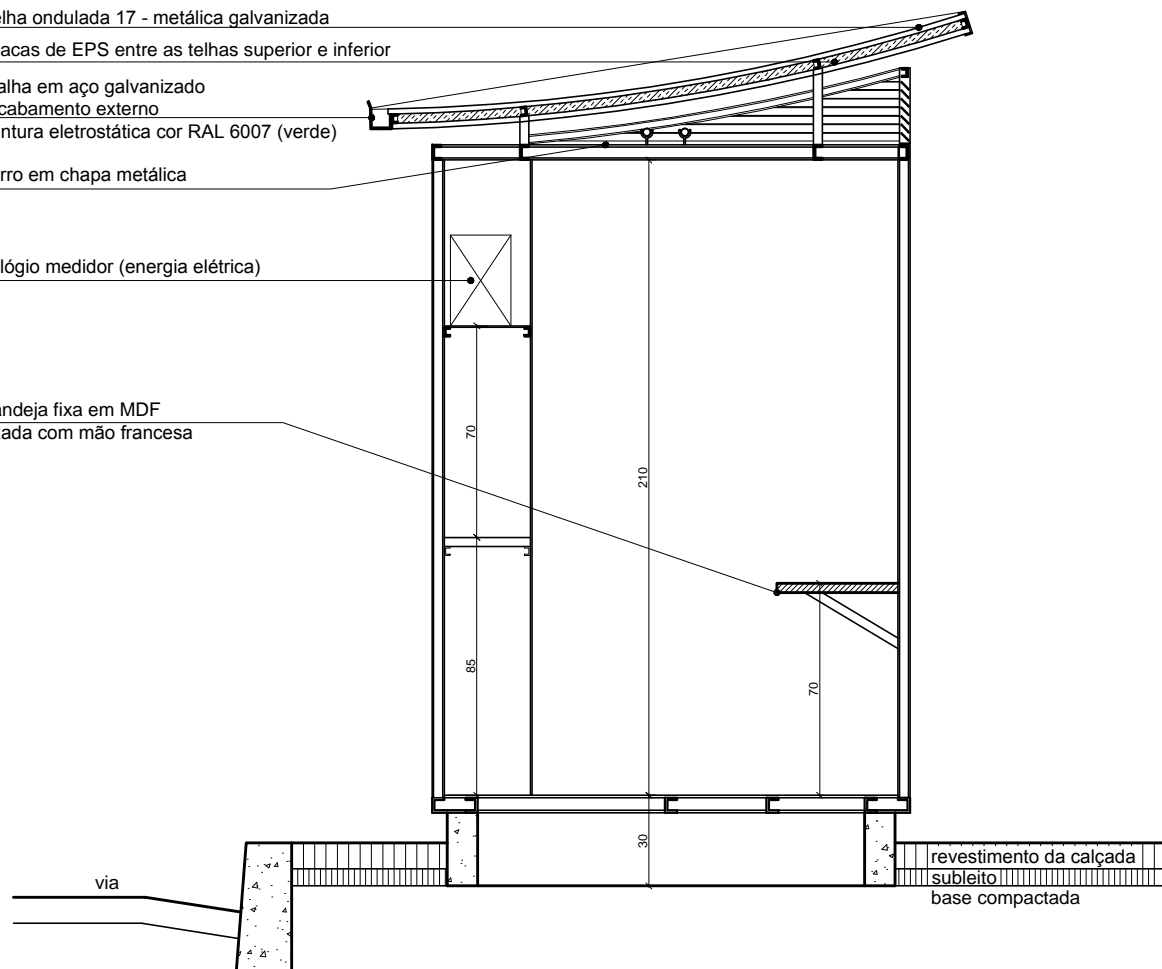 elha ondulada 17 - metálica galvanizada
acas de EPS entre as telhas superior e inferior
alha em aço galvanizado
cabamento externo
intura eletrostática cor RAL 6007 (verde)
rro em chapa metálica
lógio medidor (energia elétrica)
andeja fixa em MDF
tada com mão francesa
70
210
85
70
30
via
revestimento da calçada
subleito
base compactada